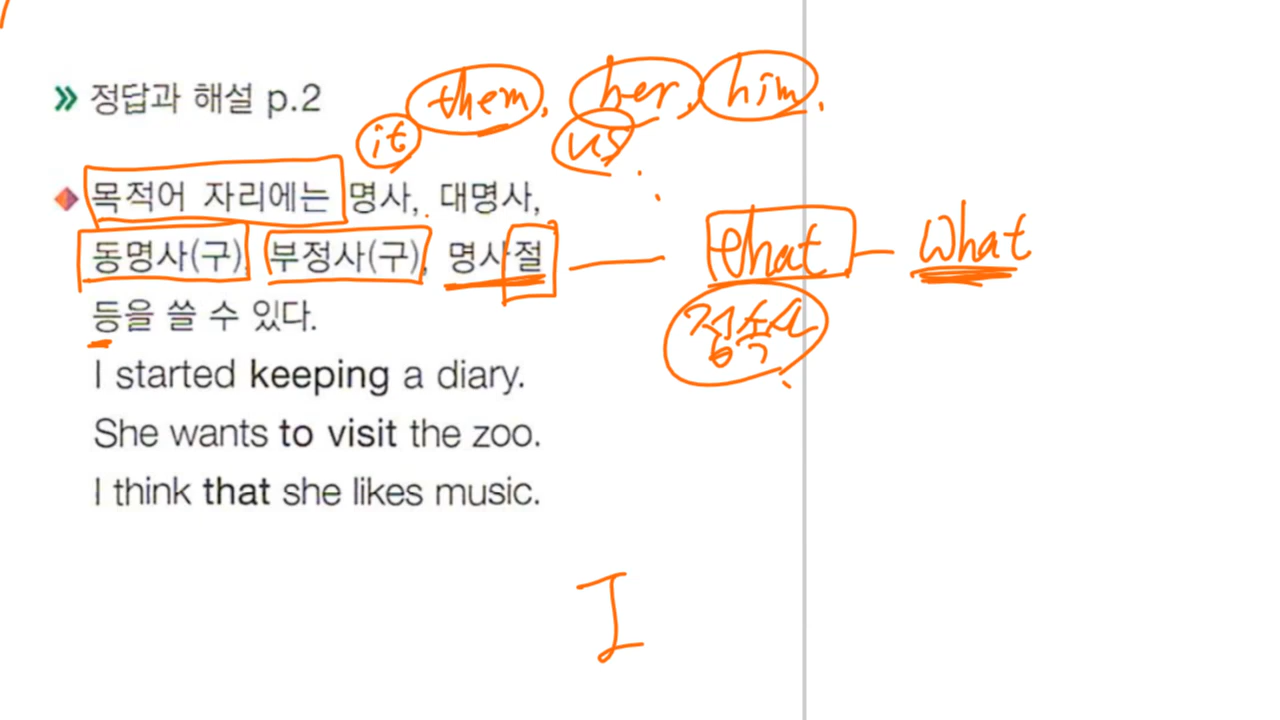 » 정답과 해설 p.2
them, her, him.
it us.
목적어 자리에는 명사, 대명사,
동명사(구), 부정사(구), 명사절 — that — what
등을 쓸 수 있다.
접속사
I started keeping a diary.
She wants to visit the zoo.
I think that she likes music.
I